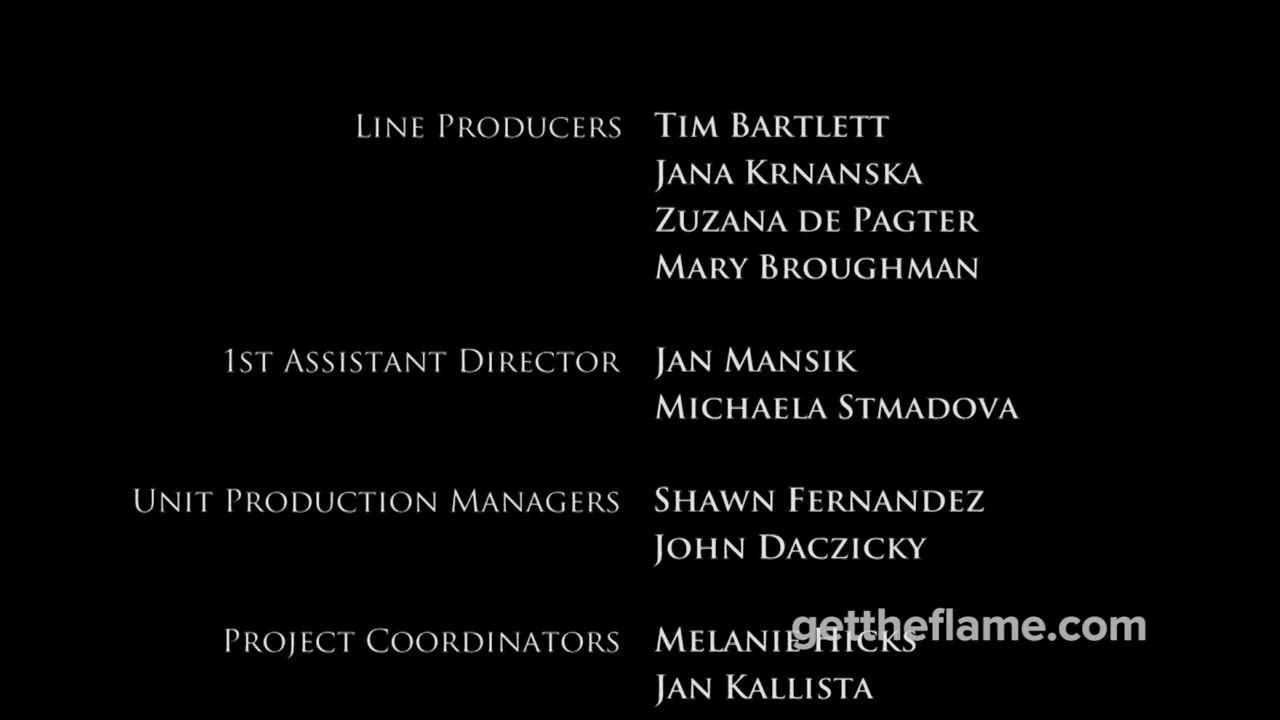 LINE PRODUCERS TIM BARTLETT
JANA KRNANSKA
ZUZANA DE PAGTER
MARY BROUGHMAN
1ST ASSISTANT DIRECTOR JAN MANSIK
MICHAELA STMADOVA
UNIT PRODUCTION MANAGERS SHAWN FERNANDEZ
JOHN DACZICKY
PROJECT COORDINATORS MELANIE HICKS
gettheflame.com
JAN KALLISTA